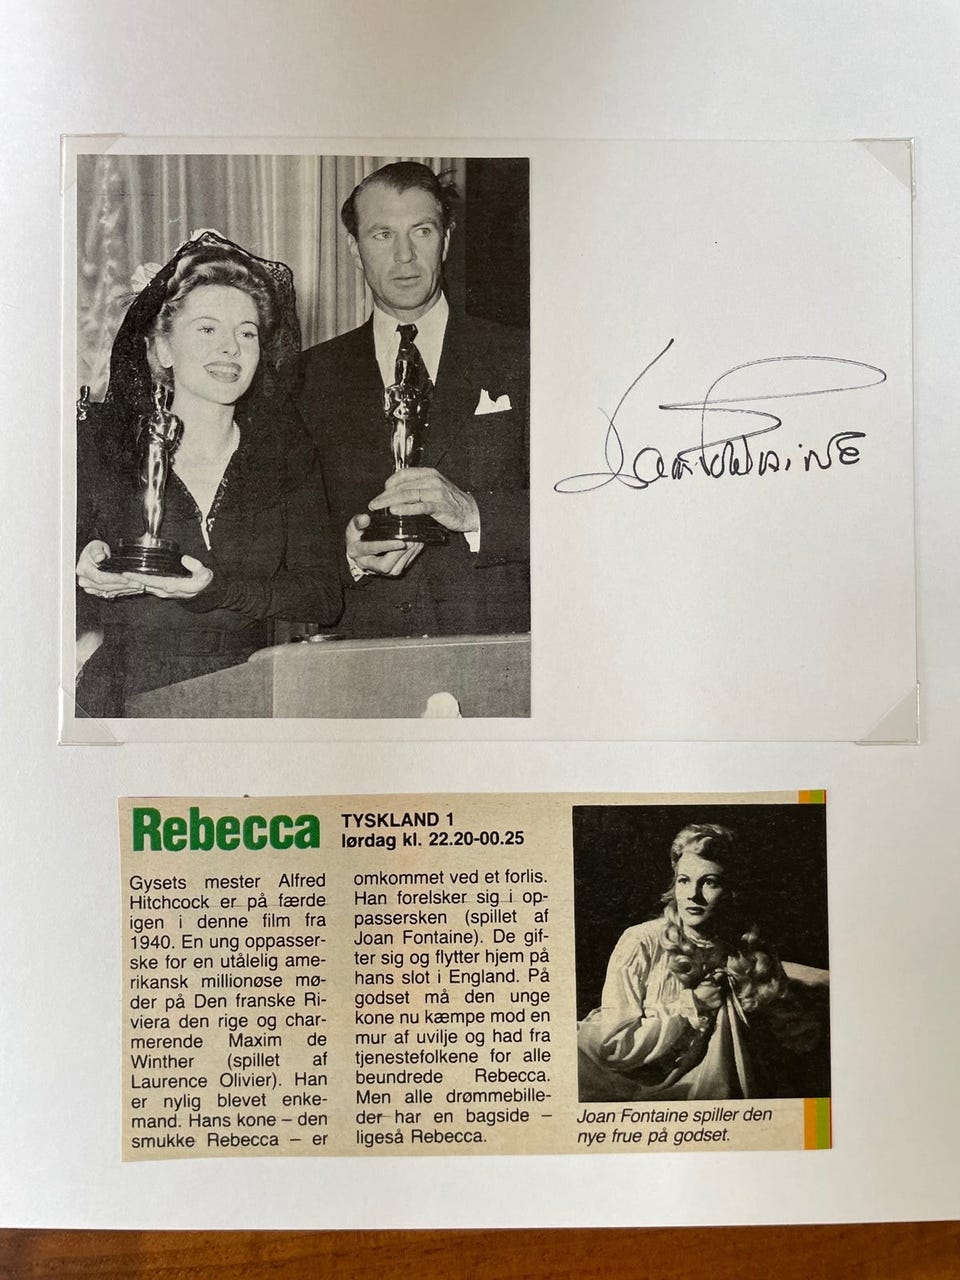 Joan Fontaine
Rebecca
TYSKLAND 1
lørdag kl. 22.20-00.25
Gysets mester Alfred
Hitchcock er på færde
igen i denne film fra
1940. En ung oppasser-
ske for en utålelig ame-
rikansk millionøse mø-
der på Den franske Ri-
viera den rige og char-
merende Maxim de
Winther (spillet af
Laurence Olivier). Han
er nylig blevet enke-
mand. Hans kone – den
smukke Rebecca – er
omkommet ved et forlis.
Han forelsker sig i op-
passersken (spillet af
Joan Fontaine). De gif-
ter sig og flytter hjem på
hans slot i England. På
godset må den unge
kone nu kæmpe mod en
mur af uvilje og had fra
tjenestefolkene for alle
beundrede Rebecca.
Men alle drømmebille-
der har en bagside –
ligeså Rebecca.
Joan Fontaine spiller den
nye frue på godset.